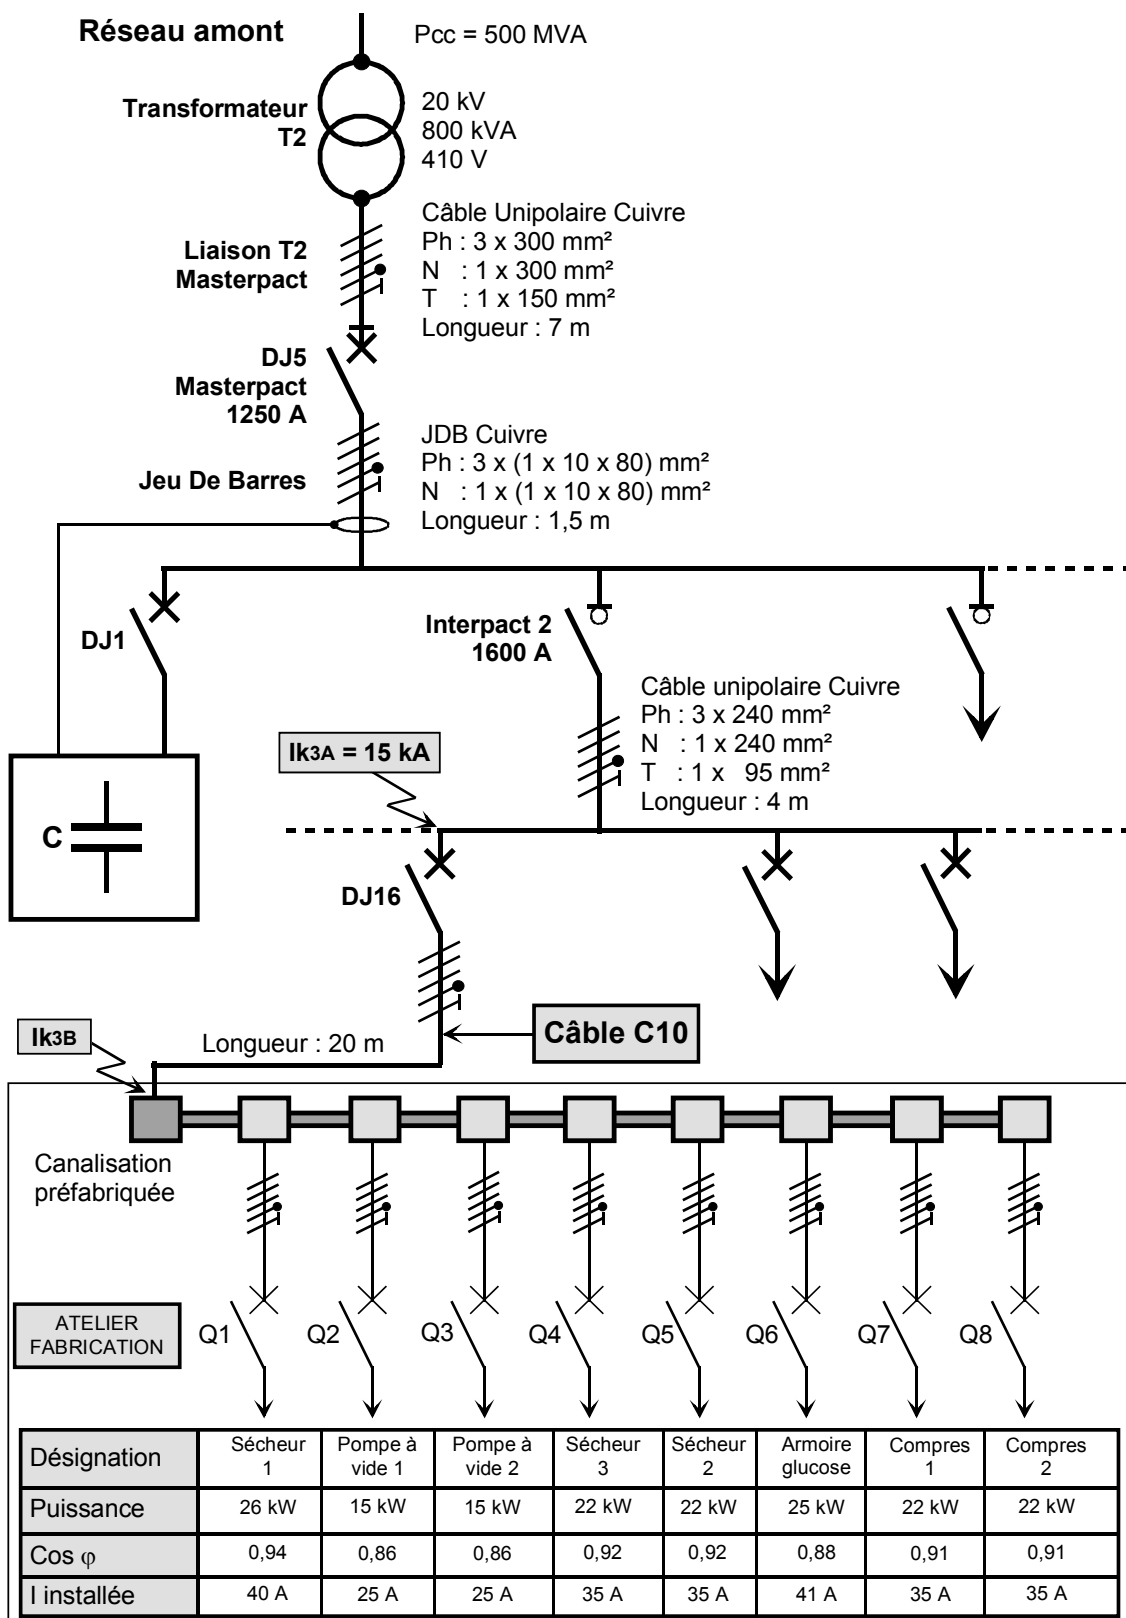 Réseau amont
Pcc = 500 MVA
Transformateur
T2
20 kV
800 kVA
410 V
Liaison T2
Masterpact
Câble Unipolaire Cuivre
Ph : 3 x 300 mm²
N : 1 x 300 mm²
T : 1 x 150 mm²
Longueur : 7 m
DJ5
Masterpact
1250 A
Jeu De Barres
JDB Cuivre
Ph : 3 x (1 x 10 x 80) mm²
N : 1 x (1 x 10 x 80) mm²
Longueur : 1,5 m
DJ1
Interpact 2
1600 A
Câble unipolaire Cuivre
Ph : 3 x 240 mm²
N : 1 x 240 mm²
T : 1 x 95 mm²
Longueur : 4 m
Ik3A = 15 kA
C
DJ16
Câble C10
Ik3B
Longueur : 20 m
Canalisation
préfabriquée
ATELIER
FABRICATION
Q1 Q2 Q3 Q4 Q5 Q6 Q7 Q8
Désignation Sécheur 1 Pompe à vide 1 Pompe à vide 2 Sécheur 3 Sécheur 2 Armoire glucose Compres 1 Compres 2
Puissance 26 kW 15 kW 15 kW 22 kW 22 kW 25 kW 22 kW 22 kW
Cos φ 0,94 0,86 0,86 0,92 0,92 0,88 0,91 0,91
I installée 40 A 25 A 25 A 35 A 35 A 41 A 35 A 35 A